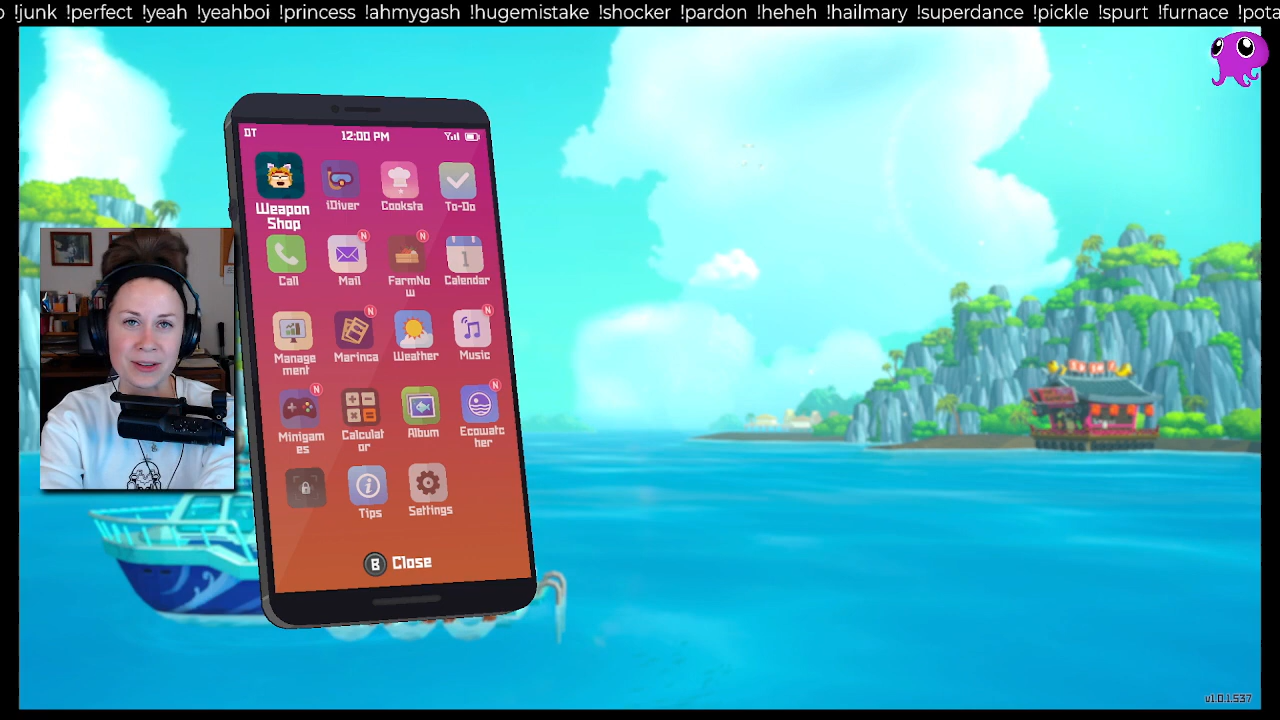 !junk !perfect !yeah !yeahboi !princess !ahmygash !hugemistake !shocker !pardon !heheh !hailmary !superdance !pickle !spurt !furnace !pota
DT 12:00 PM
Weapon Shop
iDiver
Cooksta
To-Do
Call
N
Mail
N
FarmNo
w
1
Calendar
Manage
ment
N
Marinca
Weather
N
Music
N
Minigam
es
Calculat
or
Album
N
Ecowatc
her
Tips
Settings
B Close
v1.0.1.537